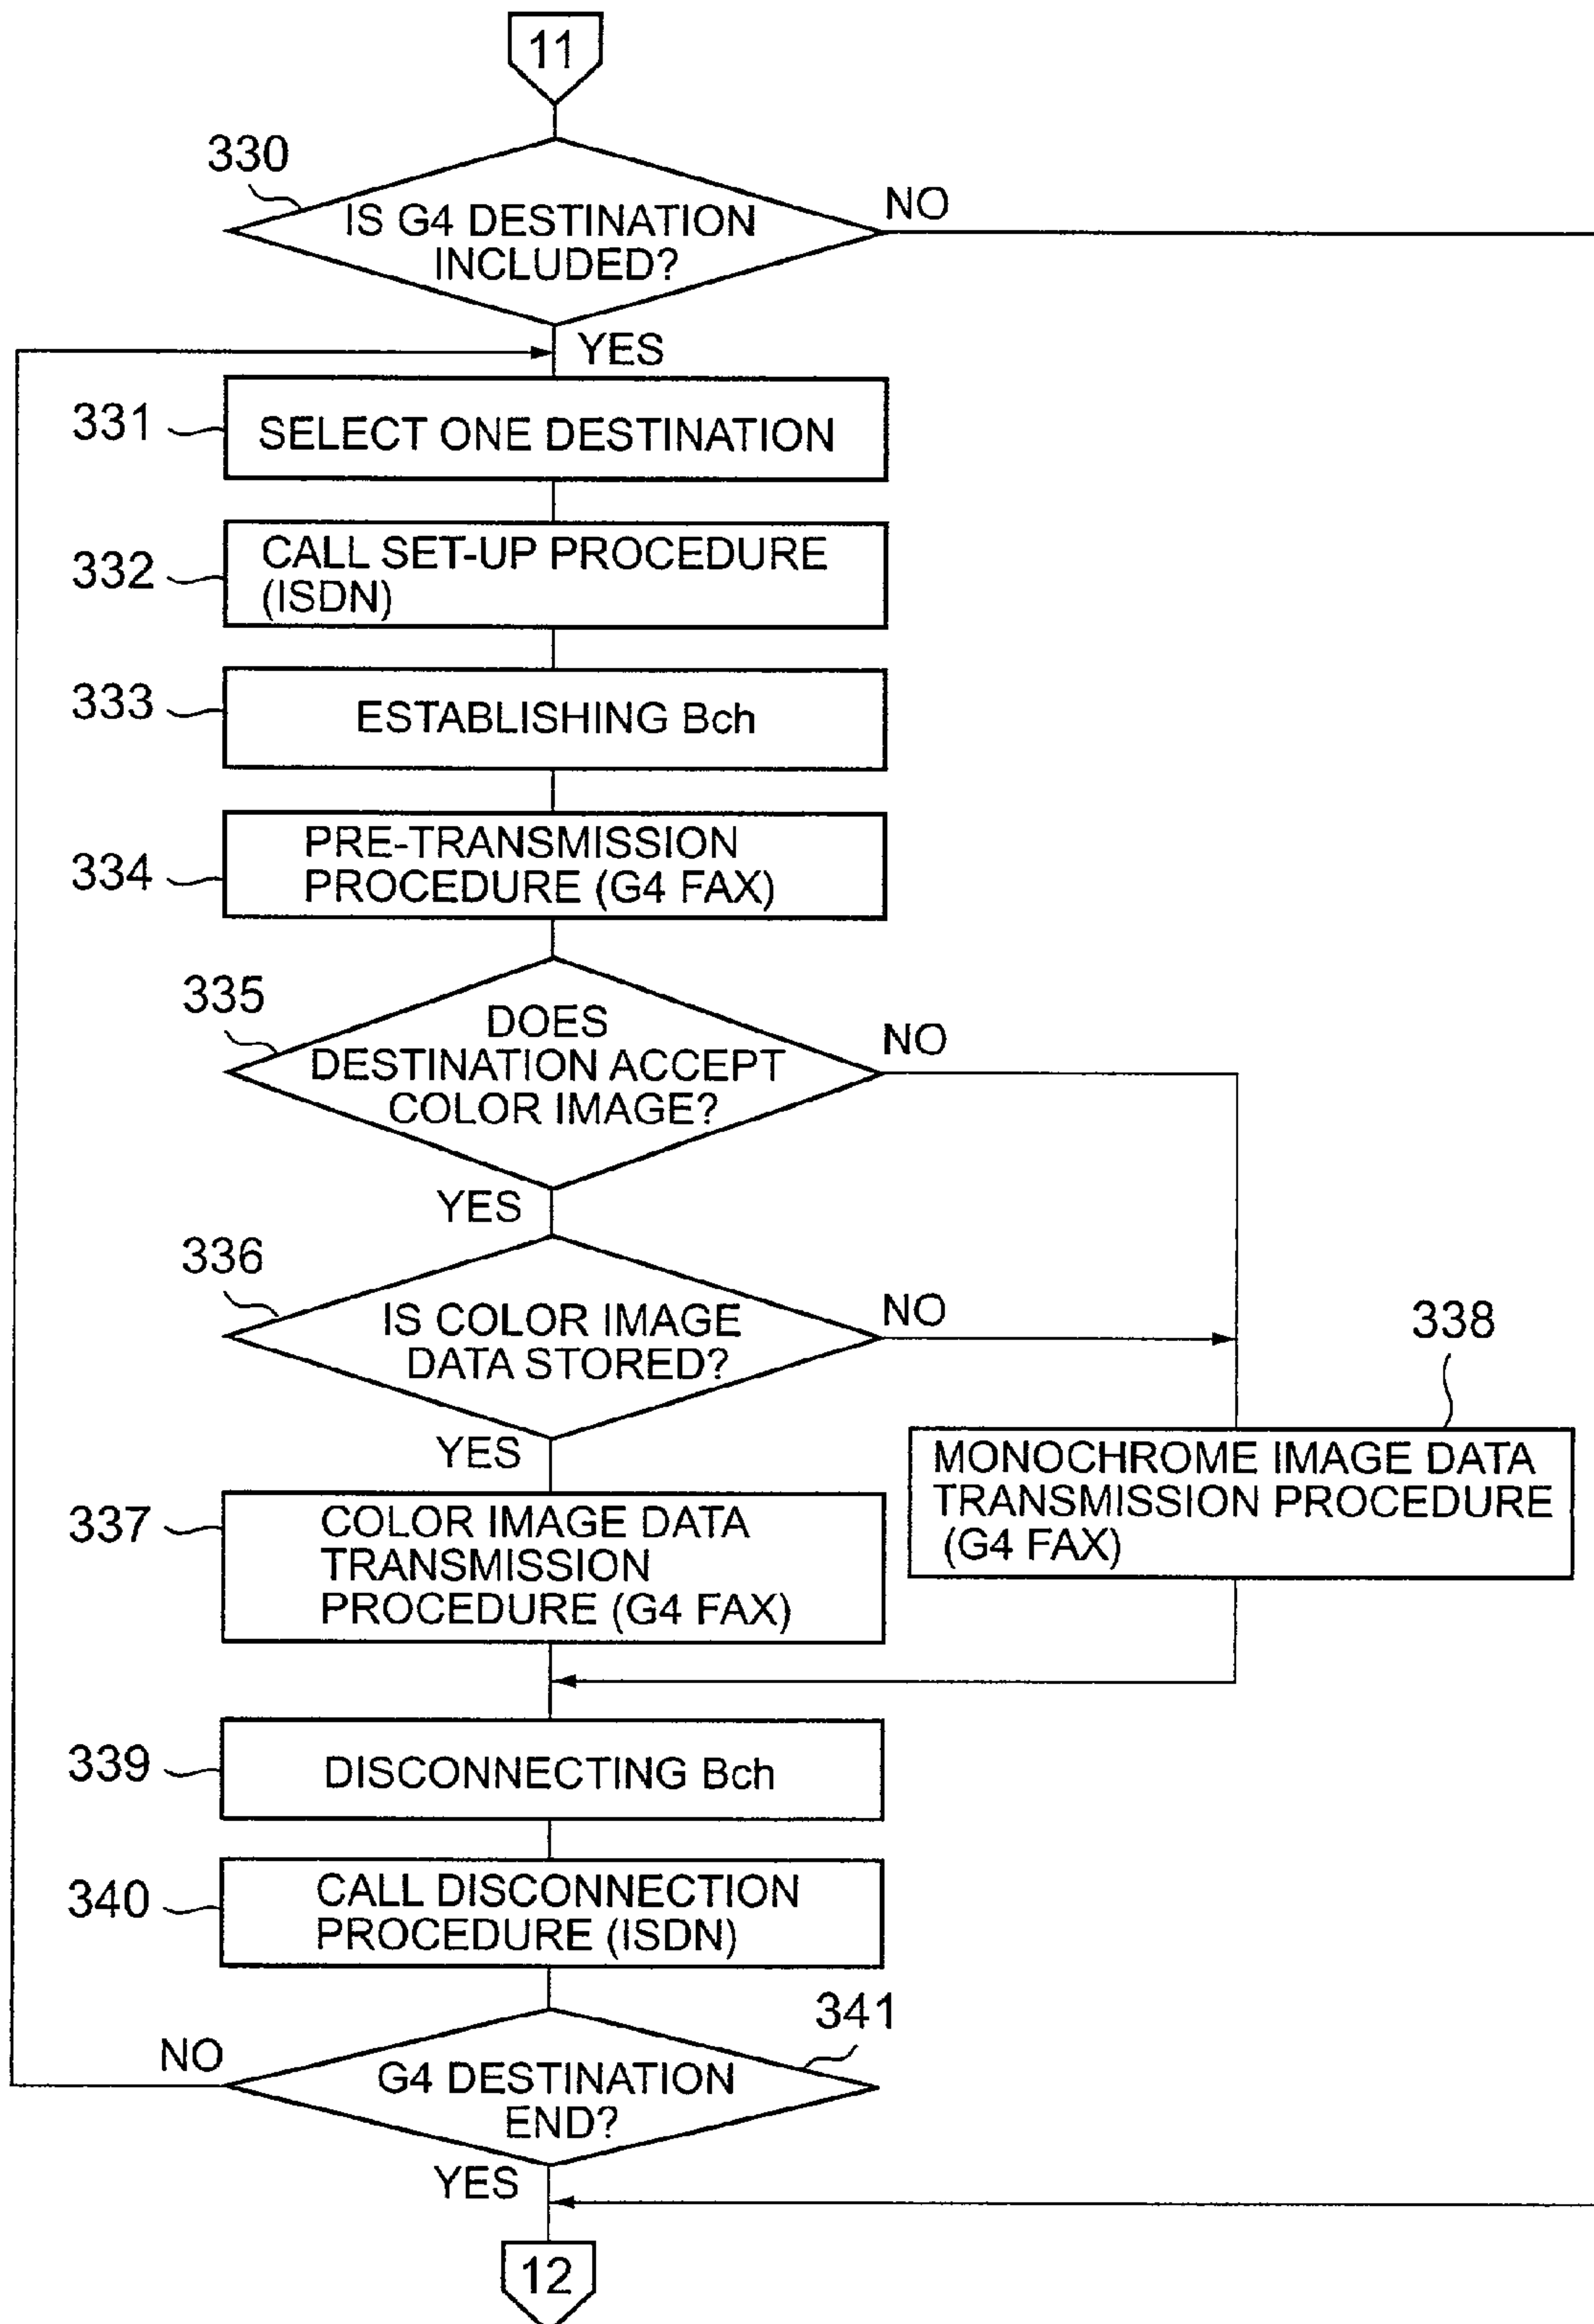 11
330
IS G4 DESTINATION
INCLUDED?
NO
YES
331
SELECT ONE DESTINATION
332
CALL SET-UP PROCEDURE
(ISDN)
333
ESTABLISHING Bch
334
PRE-TRANSMISSION
PROCEDURE (G4 FAX)
335
DOES
DESTINATION ACCEPT
COLOR IMAGE?
NO
YES
336
IS COLOR IMAGE
DATA STORED?
NO
YES
338
MONOCHROME IMAGE DATA
TRANSMISSION PROCEDURE
(G4 FAX)
337
COLOR IMAGE DATA
TRANSMISSION
PROCEDURE (G4 FAX)
339
DISCONNECTING Bch
340
CALL DISCONNECTION
PROCEDURE (ISDN)
341
NO
G4 DESTINATION
END?
YES
12